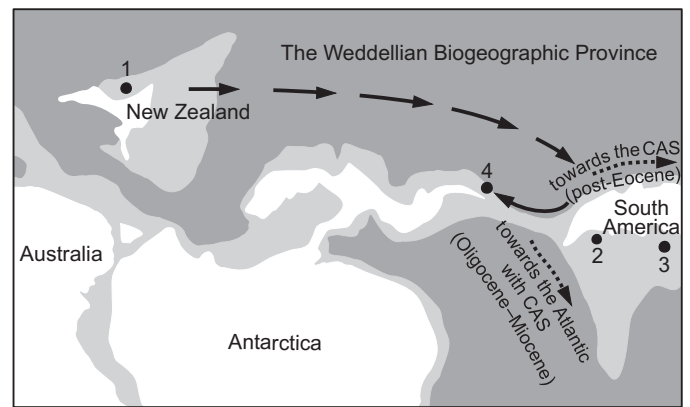 The Weddellian Biogeographic Province
1
New Zealand
4
towards the CAS
(post-Eocene)
South
America
2
3
Australia
towards the Atlantic
with CAS
(Oligocene–Miocene)
Antarctica